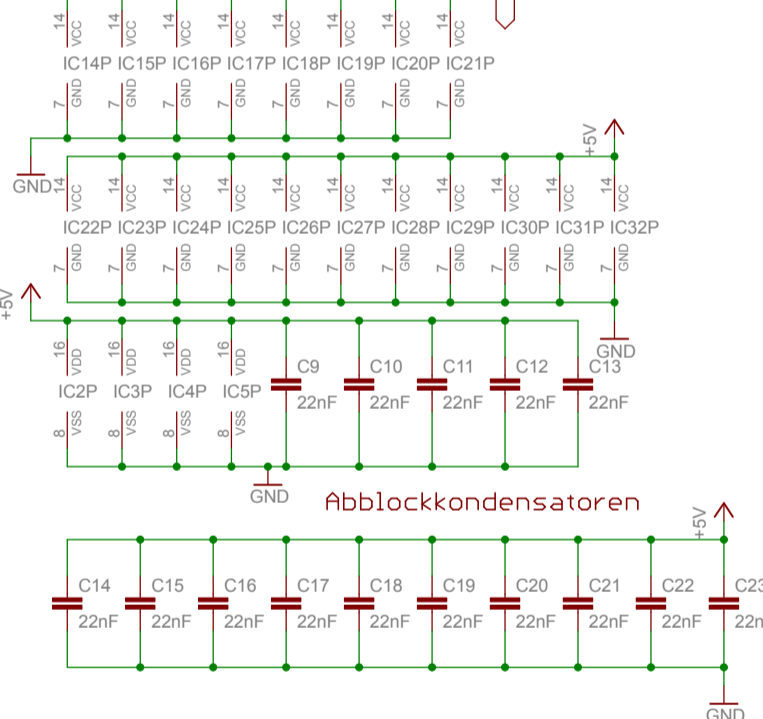 14 VCC 14 VCC 14 VCC 14 VCC 14 VCC 14 VCC 14 VCC 14 VCC
IC14P IC15P IC16P IC17P IC18P IC19P IC20P IC21P
7 GND 7 GND 7 GND 7 GND 7 GND 7 GND 7 GND 7 GND
+5V
GND
14 VCC 14 VCC 14 VCC 14 VCC 14 VCC 14 VCC 14 VCC 14 VCC 14 VCC 14 VCC 14 VCC
IC22P IC23P IC24P IC25P IC26P IC27P IC28P IC29P IC30P IC31P IC32P
7 GND 7 GND 7 GND 7 GND 7 GND 7 GND 7 GND 7 GND 7 GND 7 GND 7 GND
+5V
GND
16 VDD 16 VDD 16 VDD 16 VDD
C9 C10 C11 C12 C13
IC2P IC3P IC4P IC5P
22nF 22nF 22nF 22nF 22nF
8 VSS 8 VSS 8 VSS 8 VSS
GND
Abblockkondensatoren
+5V
C14 C15 C16 C17 C18 C19 C20 C21 C22 C23
22nF 22nF 22nF 22nF 22nF 22nF 22nF 22nF 22nF 22n
GND